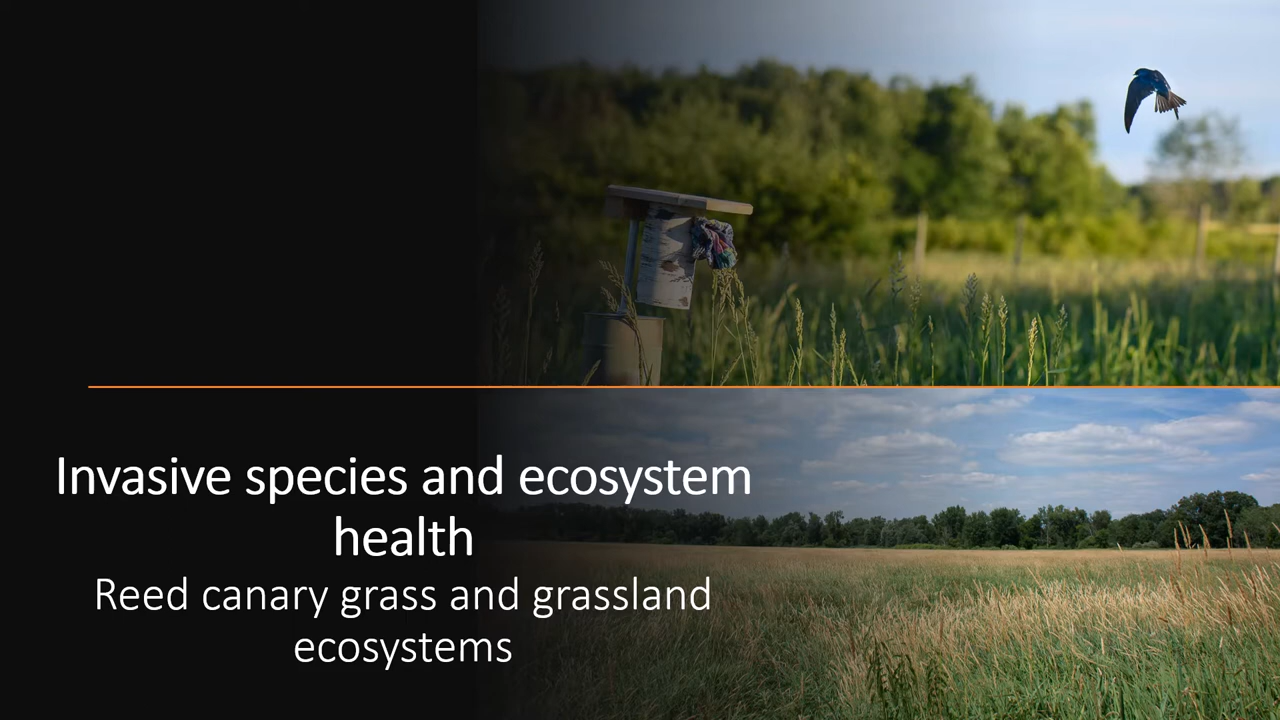 Invasive species and ecosystem
health
Reed canary grass and grassland
ecosystems